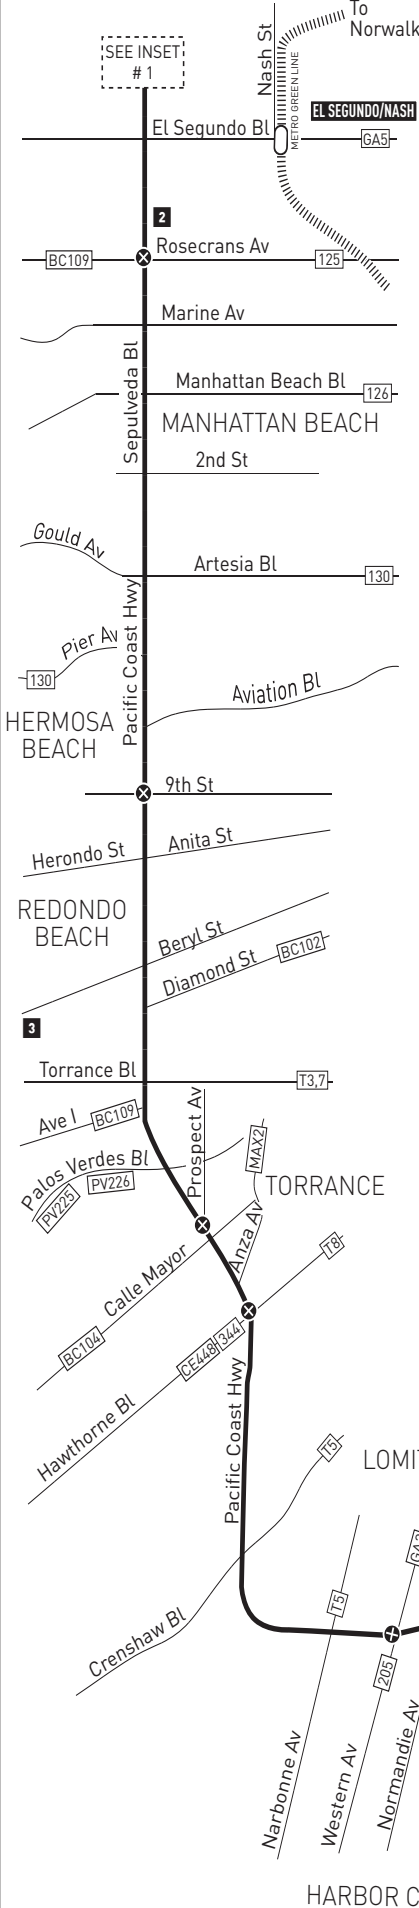 To
Norwalk
Nash St
METRO GREEN LINE
SEE INSET
# 1
EL SEGUNDO/NASH
El Segundo Bl
GA5
2
Rosecrans Av
BC109
125
Marine Av
Sepulveda Bl
Manhattan Beach Bl
126
MANHATTAN BEACH
2nd St
Gould Av
Artesia Bl
130
Pacific Coast Hwy
Pier Av
130
Aviation Bl
HERMOSA
BEACH
9th St
Herondo St
Anita St
REDONDO
BEACH
Beryl St
Diamond St
BC102
3
Torrance Bl
T3,7
Ave I
BC109
Prospect Av
Palos Verdes Bl
PV225
PV226
MAX2
TORRANCE
Anza Av
Calle Mayor
BC104
T8
CE448
344
Hawthorne Bl
Pacific Coast Hwy
T5
LOMI
Crenshaw Bl
T5
205
Narbonne Av
Western Av
Normandie Av
HARBOR C